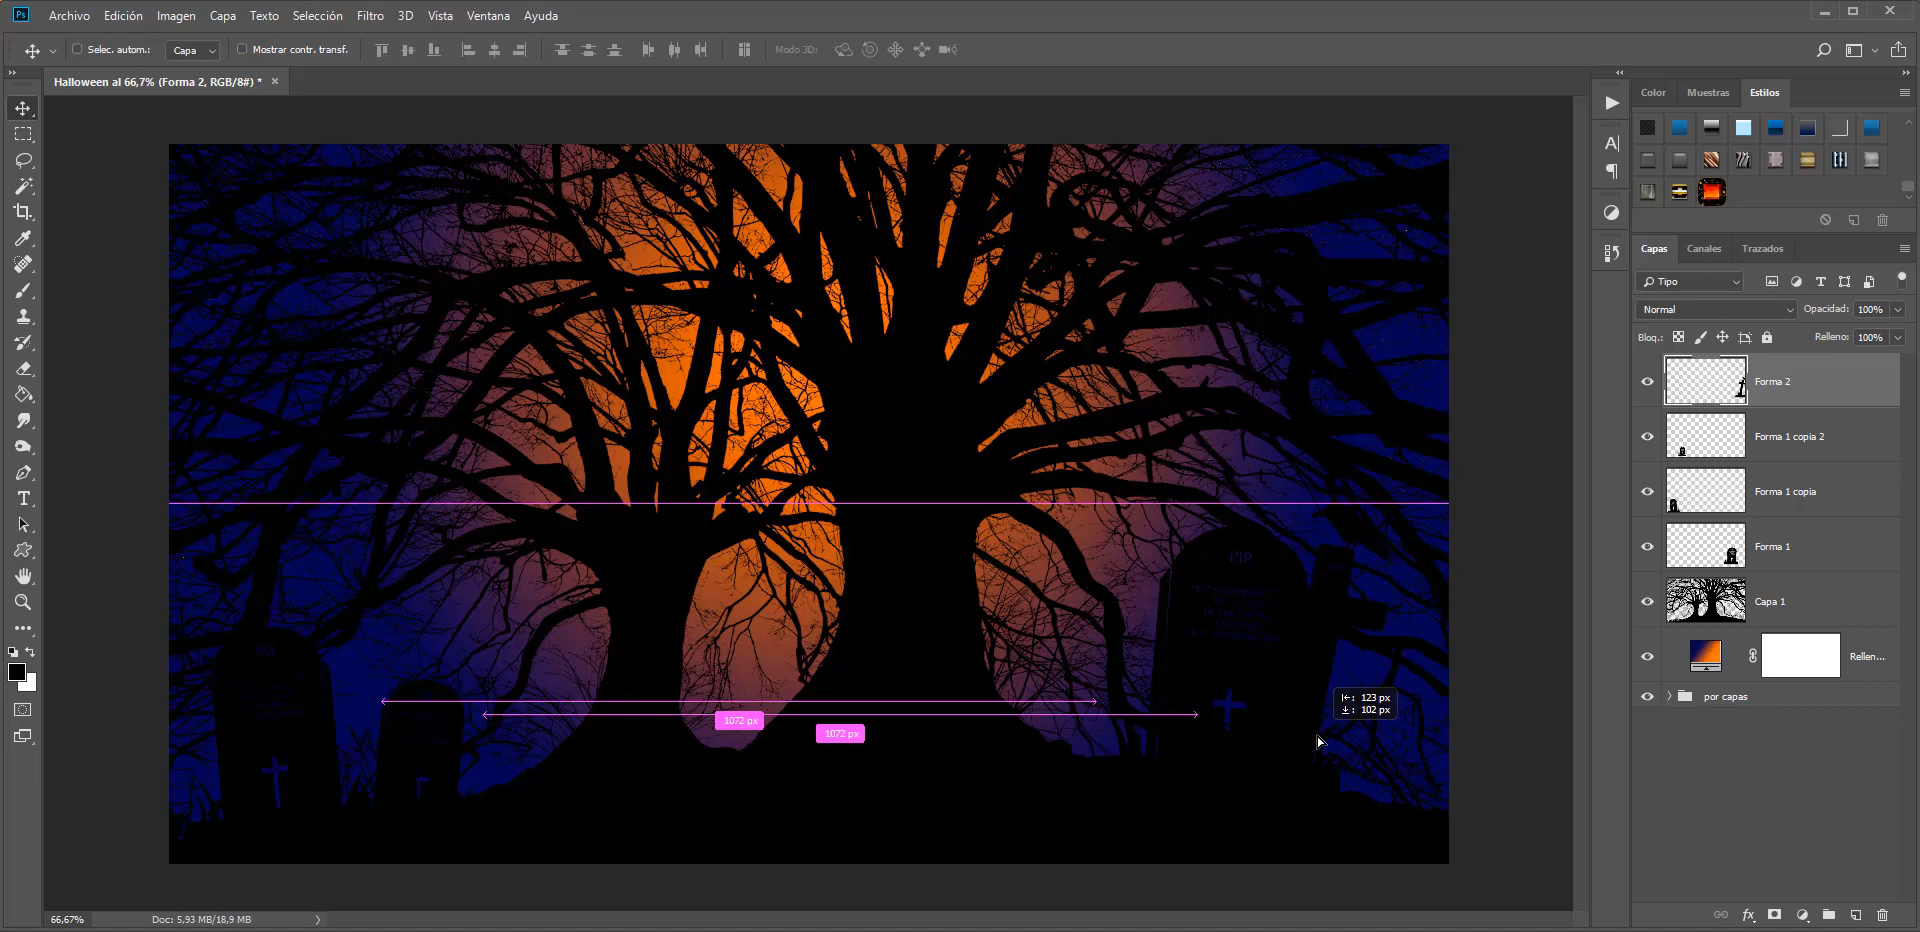 Ps Archivo Edición Imagen Capa Texto Selección Filtro 3D Vista Ventana Ayuda
Selec. autom.: Capa Mostrar contr. transf. Modo 3D:
Halloween al 66,7% (Forma 2, RGB/8#) *
Color Muestras Estilos
Capas Canales Trazados
Tipo
Normal Opacidad: 100%
Bloq.: Relleno: 100%
Forma 2
Forma 1 copia 2
Forma 1 copia
Forma 1
Capa 1
Rellen...
por capas
CIP
123 px
102 px
1072 px
1072 px
66,67% Doc: 5,93 MB/18,9 MB
fx